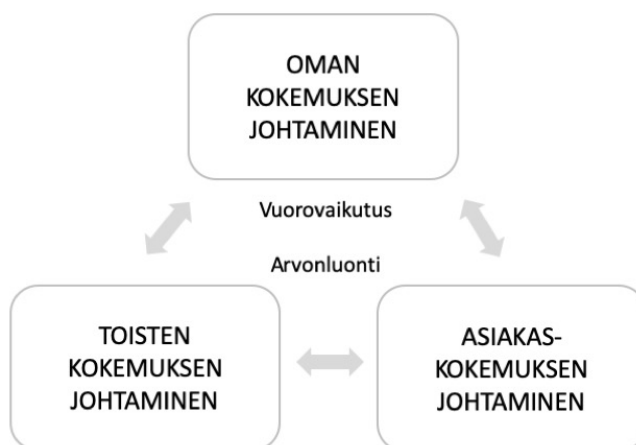 OMAN
KOKEMUKSEN
JOHTAMINEN
Vuorovaikutus
Arvonluonti
TOISTEN
KOKEMUKSEN
JOHTAMINEN
ASIAKAS-
KOKEMUKSEN
JOHTAMINEN